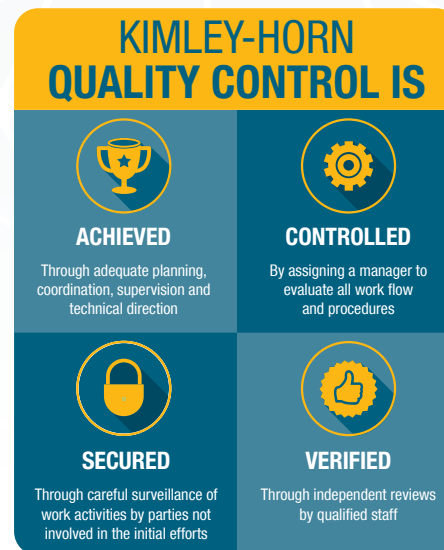 KIMLEY-HORN
QUALITY CONTROL IS
ACHIEVED
Through adequate planning,
coordination, supervision and
technical direction
CONTROLLED
By assigning a manager to
evaluate all work flow
and procedures
SECURED
Through careful surveillance of
work activities by parties not
involved in the initial efforts
VERIFIED
Through independent reviews
by qualified staff